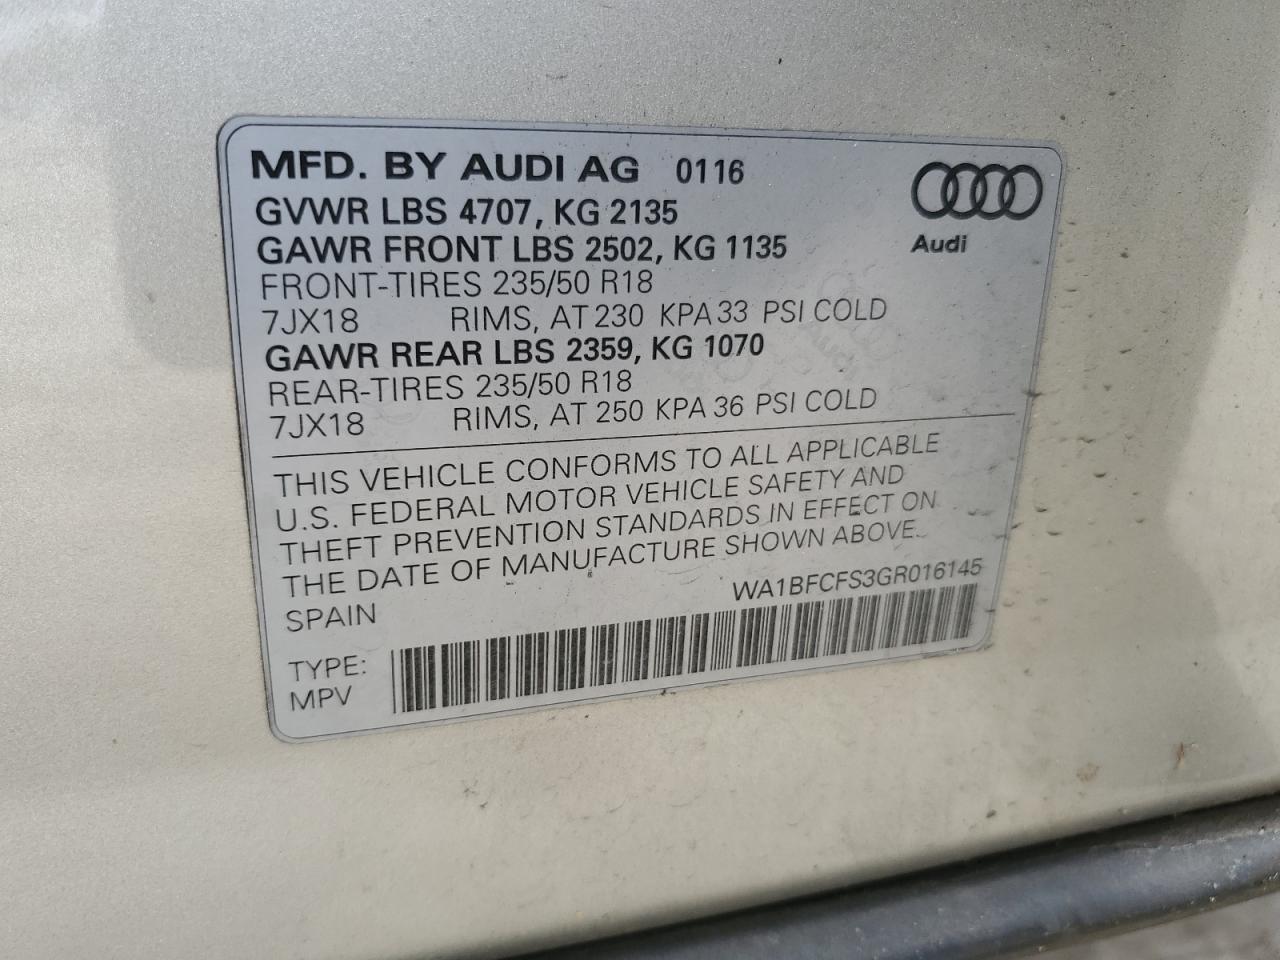 MFD. BY AUDI AG 0116
Audi
GVWR LBS 4707, KG 2135
GAWR FRONT LBS 2502, KG 1135
FRONT-TIRES 235/50 R18
7JX18 RIMS, AT 230 KPA 33 PSI COLD
GAWR REAR LBS 2359, KG 1070
REAR-TIRES 235/50 R18
7JX18 RIMS, AT 250 KPA 36 PSI COLD
THIS VEHICLE CONFORMS TO ALL APPLICABLE
U.S. FEDERAL MOTOR VEHICLE SAFETY AND
THEFT PREVENTION STANDARDS IN EFFECT ON
THE DATE OF MANUFACTURE SHOWN ABOVE.
SPAIN
WA1BFCFS3GR016145
TYPE:
MPV